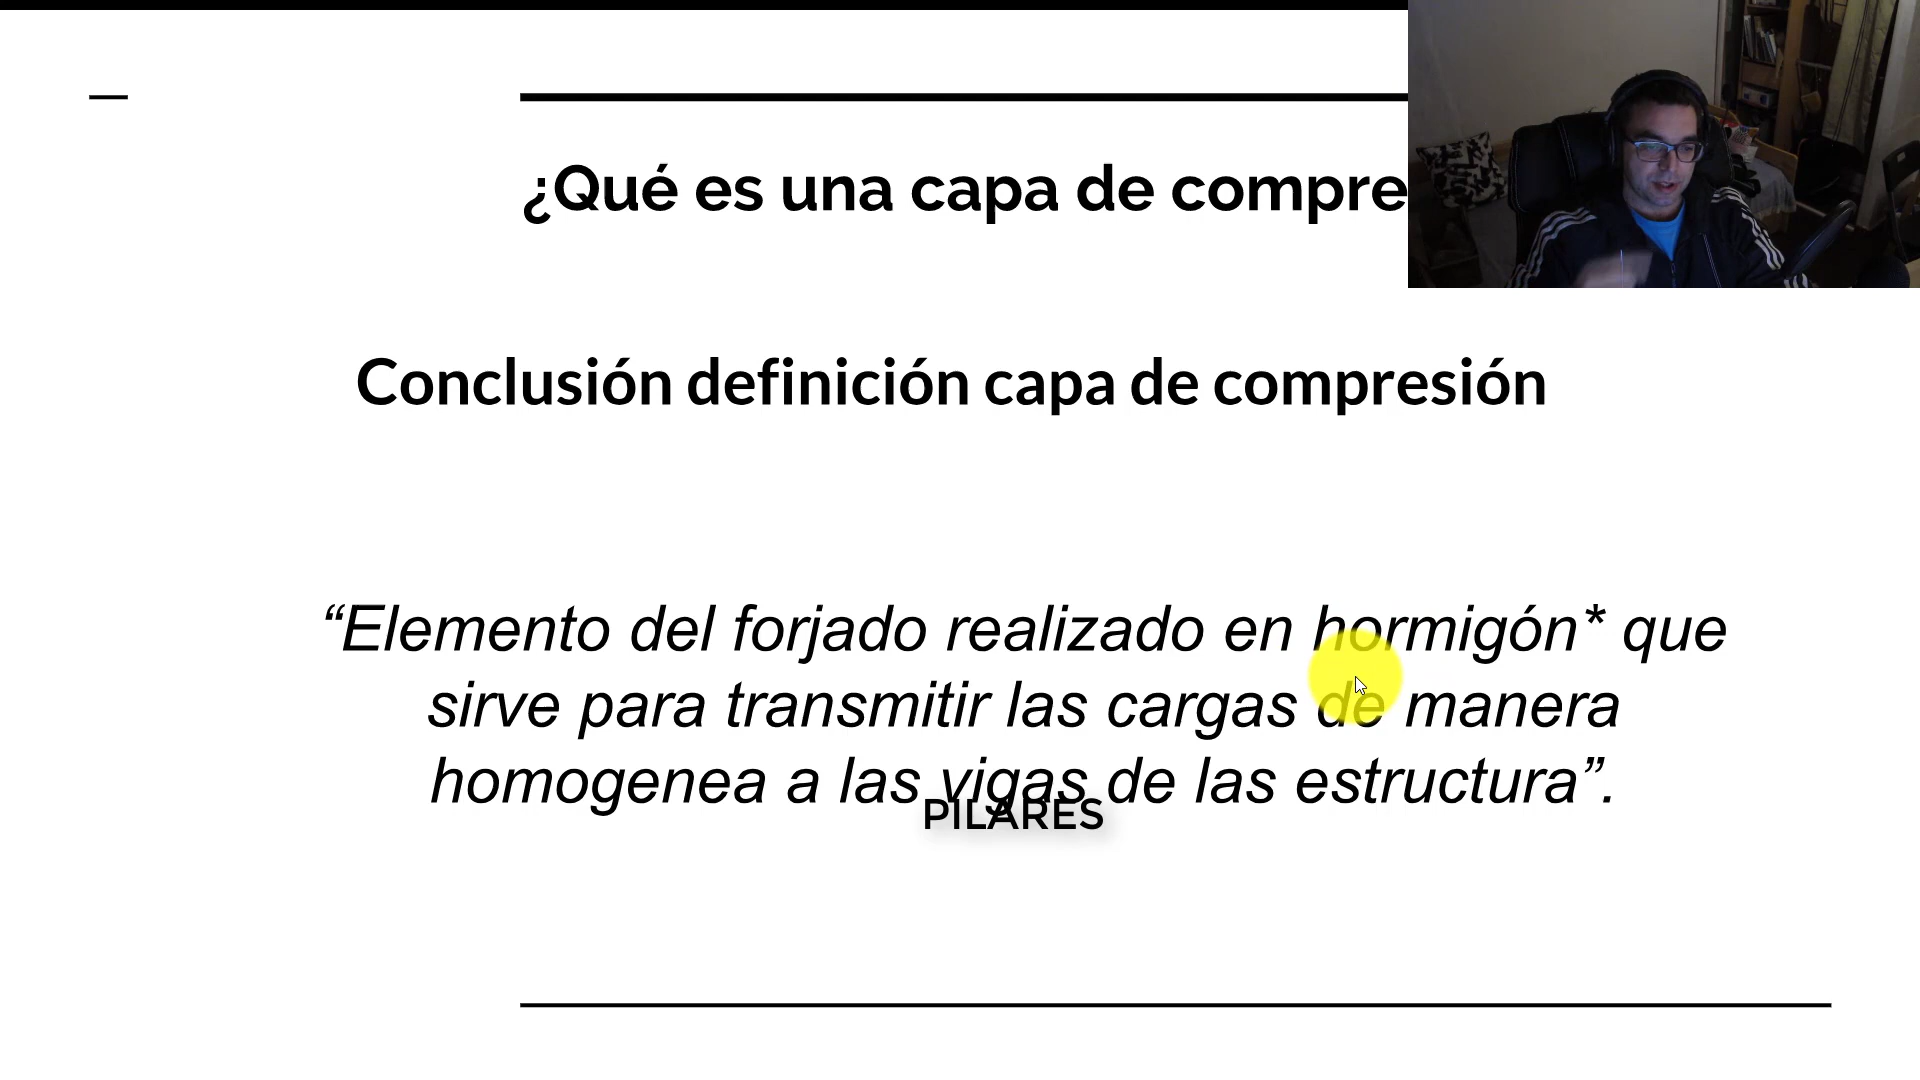 ¿Qué es una capa de compre
Conclusión definición capa de compresión
“Elemento del forjado realizado en hormigón* que
sirve para transmitir las cargas de manera
homogenea a las vigas de las estructura”.
PILARES